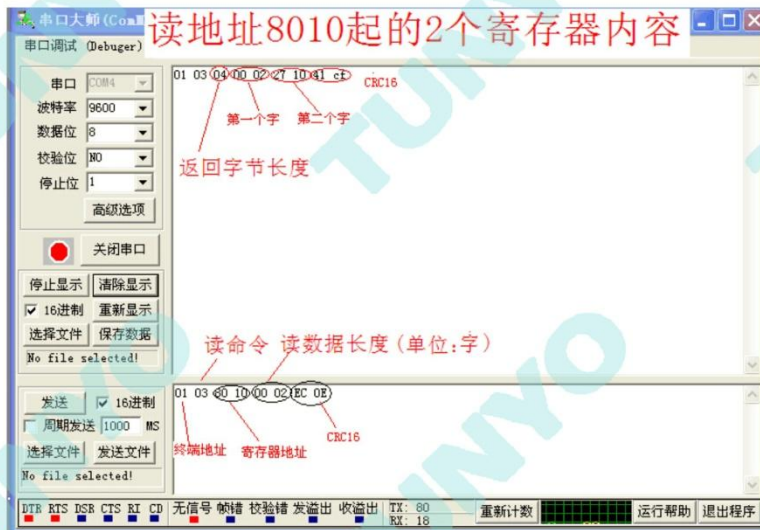 串口大师(Com
读地址8010起的2个寄存器内容
串口调试 (Debuger)
串口 COM4
波特率 9600
数据位 8
校验位 NO
停止位 1
高级选项
关闭串口
停止显示 清除显示
16进制 重新显示
选择文件 保存数据
No file selected!
01 03 04 00 02 27 10 41 cf CRC16
第一个字 第二个字
返回字节长度
读命令 读数据长度(单位:字)
发送 16进制
周期发送 1000 MS
选择文件 发送文件
No file selected!
01 03 80 10 00 02 EC 0E
终端地址 寄存器地址 CRC16
DTR RTS DSR CTS RI CD 无信号 帧错 校验错 发溢出 收溢出 TX: 80 RX: 18 重新计数 运行帮助 退出程序
TUNYO
TUNYO